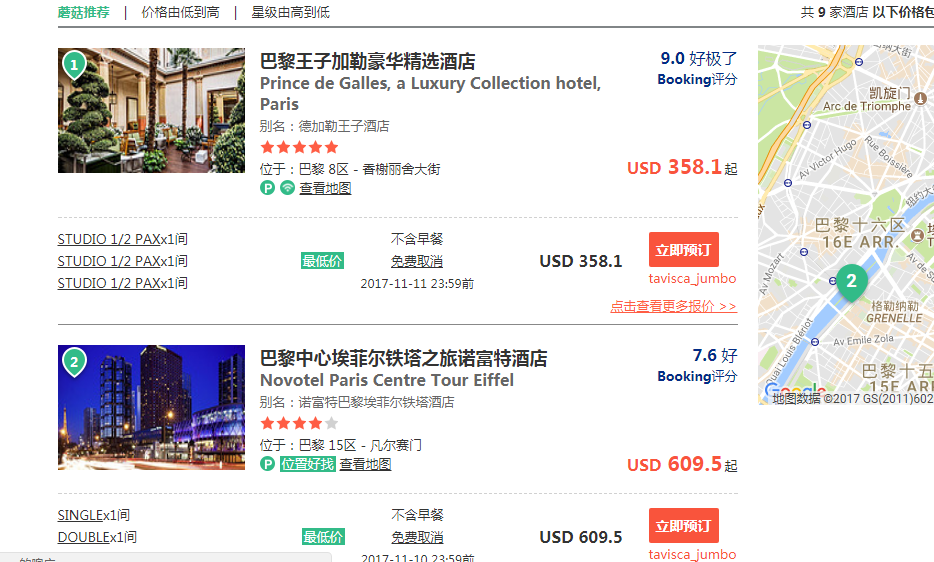 蘑菇推荐 | 价格由低到高 | 星级由高到低
共 9 家酒店 以下价格包
1
巴黎王子加勒豪华精选酒店
Prince de Galles, a Luxury Collection hotel,
Paris
9.0 好极了
Booking评分
别名：德加勒王子酒店
位于：巴黎 8区 - 香榭丽舍大街
P 查看地图
USD 358.1起
STUDIO 1/2 PAXx1间
STUDIO 1/2 PAXx1间
STUDIO 1/2 PAXx1间
最低价
不含早餐
免费取消
2017-11-11 23:59前
USD 358.1
立即预订
tavisca_jumbo
点击查看更多报价 >>
2
巴黎中心埃菲尔铁塔之旅诺富特酒店
Novotel Paris Centre Tour Eiffel
7.6 好
Booking评分
别名：诺富特巴黎埃菲尔铁塔酒店
位于：巴黎 15区 - 凡尔赛门
P 位置好找 查看地图
USD 609.5起
SINGLEx1间
DOUBLEx1间
最低价
不含早餐
免费取消
2017-11-10 23:59前
USD 609.5
立即预订
tavisca_jumbo
凯旋门
Arc de Triomphe
Av Victor Hugo
Rue Boissière
纽约大
巴黎十六区
16E ARR.
Av Mozart
2
格勒纳勒
GRENELLE
Quai Louis Blériot
Av Emile Zola
巴黎十五
15E ARR
Google
地图数据 ©2017 GS(2011)602